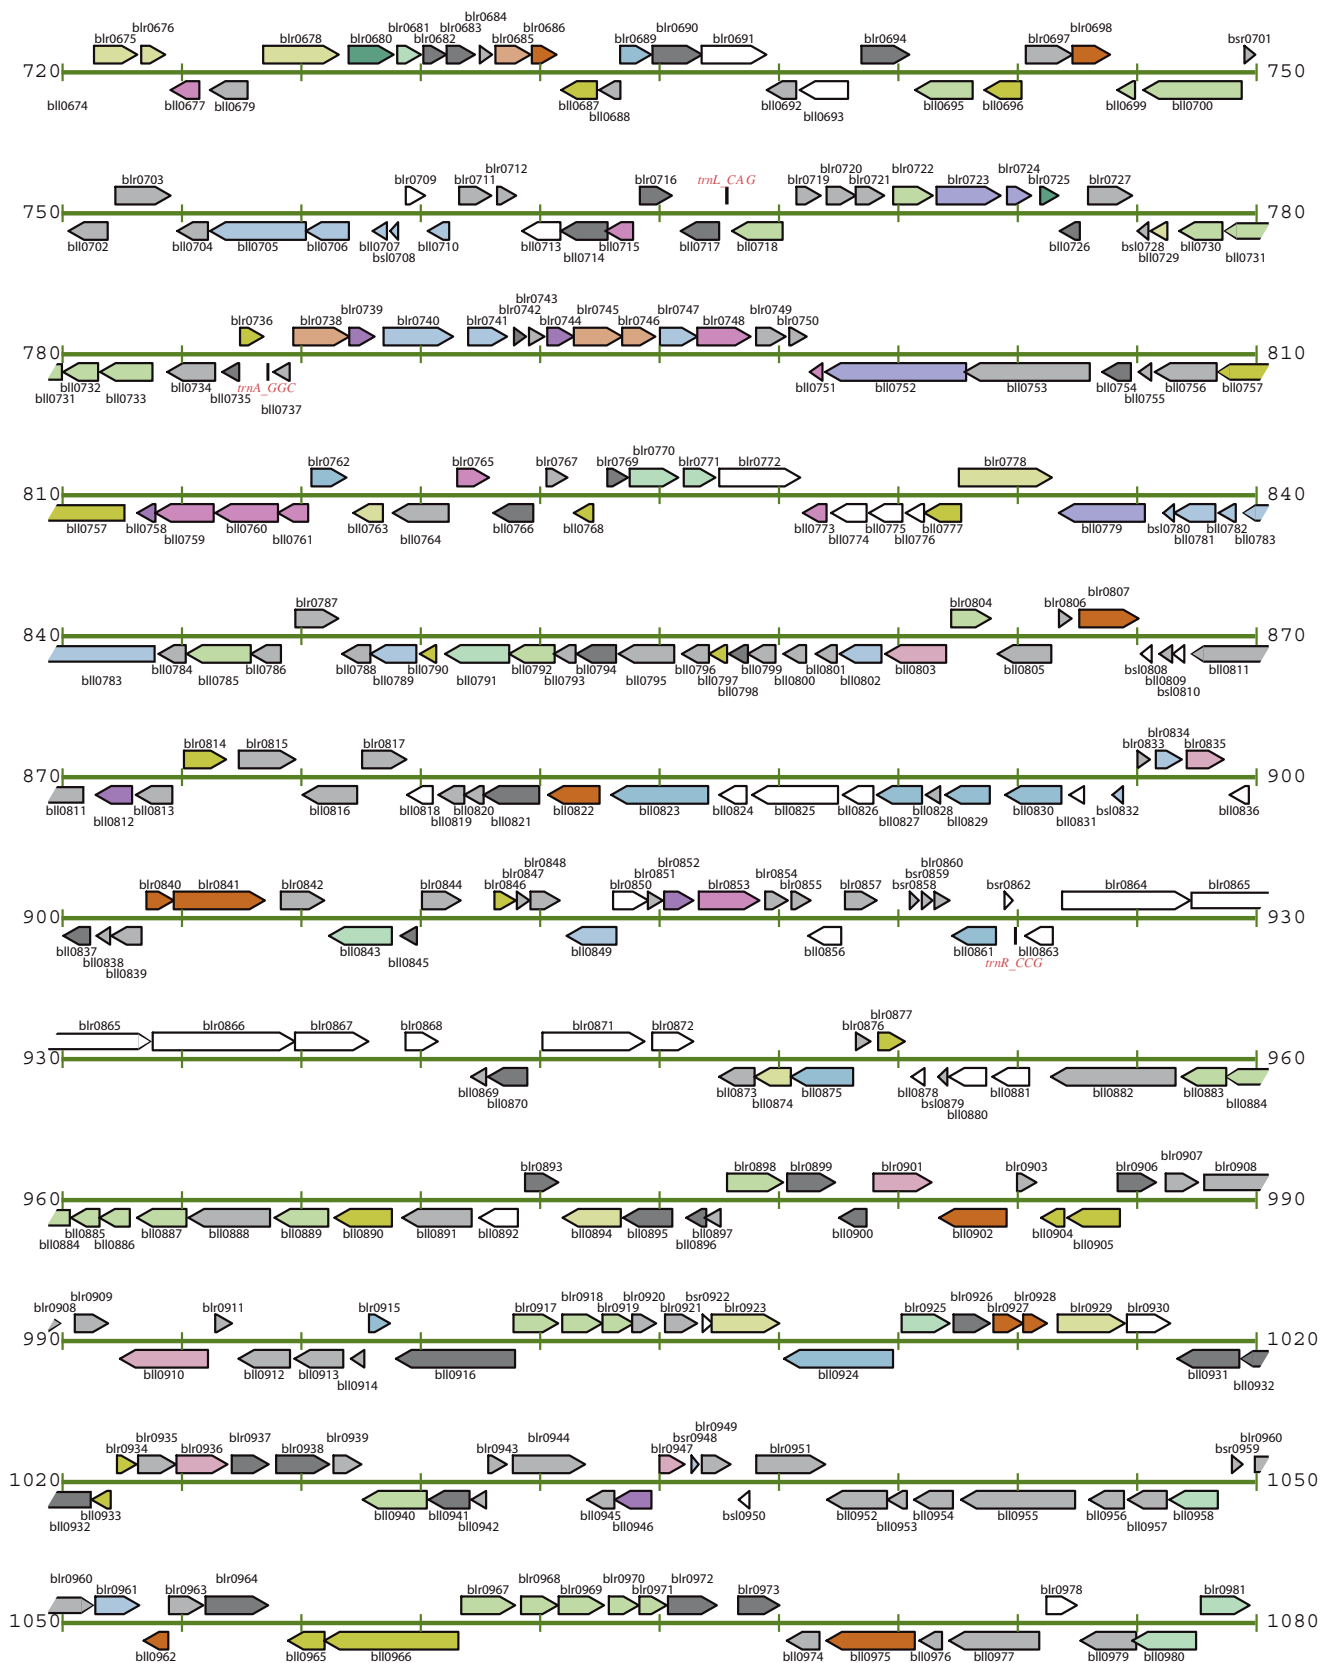 blr0684
blr0676 blr0681 blr0683
blr0675 blr0678 blr0680 blr0682 blr0685 blr0686 blr0689 blr0690 blr0691 blr0694 blr0697 blr0698 bsr0701
720 750
bll0674 bll0677 bll0679 bll0687 bll0688 bll0692 bll0693 bll0695 bll0696 bll0699 bll0700
blr0712 blr0720 blr0722 blr0724
blr0703 blr0709 blr0711 blr0716 trnL_CAG blr0719 blr0721 blr0723 blr0725 blr0727
750 780
bll0702 bll0704 bll0705 bll0706 bll0707 bll0710 bll0713 bll0715 bll0717 bll0718 bll0726 bsl0728 bll0730
bsl0708 bll0714 bll0729 bll0731
blr0743
blr0739 blr0742 blr0745 blr0747 blr0749
blr0736 blr0738 blr0740 blr0741 blr0744 blr0746 blr0748 blr0750
780 810
bll0732 trnA_GGC bll0751 bll0752 bll0753 bll0754 bll0756 bll0757
bll0731 bll0733 bll0734 bll0735 bll0737 bll0755
blr0770
blr0762 blr0765 blr0767 blr0769 blr0771 blr0772 blr0778
810 840
bll0757 bll0758 bll0760 bll0763 bll0766 bll0768 bll0773 bll0775 bll0777 bll0779 bsl0780 bll0782
bll0759 bll0761 bll0764 bll0774 bll0776 bll0781 bll0783
blr0787 blr0804 blr0806 blr0807
840 870
bll0783 bll0784 bll0785 bll0786 bll0788 bll0789 bll0790 bll0791 bll0792 bll0793 bll0794 bll0795 bll0796 bll0797 bll0798 bll0799 bll0800 bll0801 bll0802 bll0803 bll0805 bsl0808 bll0809 bsl0810 bll0811
blr0834
blr0814 blr0815 blr0817 blr0833 blr0835
870 900
bll0811 bll0812 bll0813 bll0816 bll0818 bll0819 bll0820 bll0821 bll0822 bll0823 bll0824 bll0825 bll0826 bll0827 bll0828 bll0829 bll0830 bll0831 bsl0832 bll0836
blr0848 blr0852 blr0860
blr0847 blr0851 blr0854 bsr0859
blr0840 blr0841 blr0842 blr0844 blr0846 blr0850 blr0853 blr0855 blr0857 bsr0858 bsr0862 blr0864 blr0865
900 930
bll0837 bll0838 bll0839 bll0843 bll0845 bll0849 bll0856 bll0861 bll0863
trnR_CCG
blr0877
blr0865 blr0866 blr0867 blr0868 blr0871 blr0872 blr0876
930 960
bll0869 bll0870 bll0873 bll0874 bll0875 bll0878 bsl0879 bll0880 bll0881 bll0882 bll0883 bll0884
blr0907
blr0893 blr0898 blr0899 blr0901 blr0903 blr0906 blr0908
960 990
bll0884 bll0885 bll0886 bll0887 bll0888 bll0889 bll0890 bll0891 bll0892 bll0894 bll0895 bll0896 bll0897 bll0900 bll0902 bll0904 bll0905
blr0909 blr0918 blr0920 bsr0922 blr0926 blr0928
blr0908 blr0911 blr0915 blr0917 blr0919 blr0921 blr0923 blr0925 blr0927 blr0929 blr0930
990 1020
bll0910 bll0912 bll0913 bll0914 bll0916 bll0924 bll0931 bll0932
blr0949
blr0935 blr0937 blr0939 blr0944 bsr0948 blr0960
blr0934 blr0936 blr0938 blr0943 blr0947 blr0951 bsr0959
1020 1050
bll0932 bll0933 bll0940 bll0941 bll0942 bll0945 bll0946 bsl0950 bll0952 bll0953 bll0954 bll0955 bll0956 bll0957 bll0958
blr0960 blr0964 blr0968 blr0970 blr0972
blr0961 blr0963 blr0967 blr0969 blr0971 blr0973 blr0978 blr0981
1050 1080
bll0962 bll0965 bll0966 bll0974 bll0975 bll0976 bll0977 bll0979 bll0980